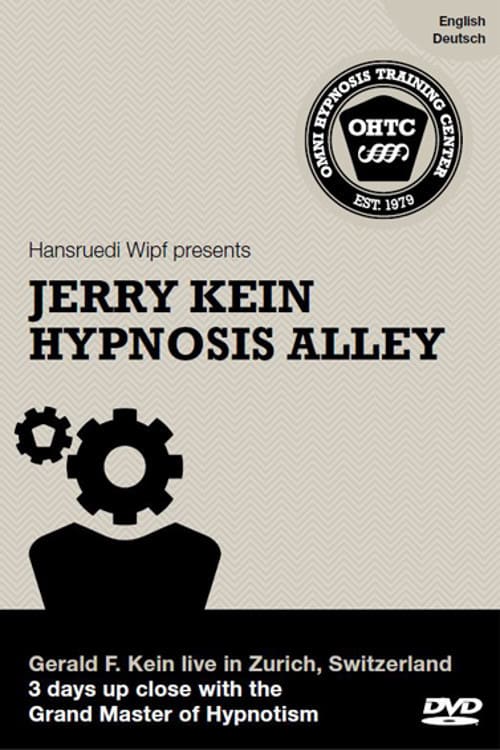 English
Deutsch
OMNI HYPNOSIS TRAINING CENTER
OHTC
EST. 1979
Hansruedi Wipf presents
JERRY KEIN
HYPNOSIS ALLEY
Gerald F. Kein live in Zurich, Switzerland
3 days up close with the
Grand Master of Hypnotism
DVD